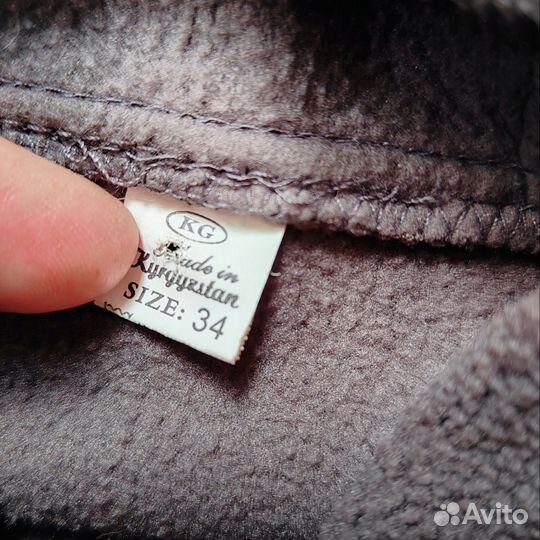 KG
Made in
Kyrgyzstan
SIZE: 34
Avito